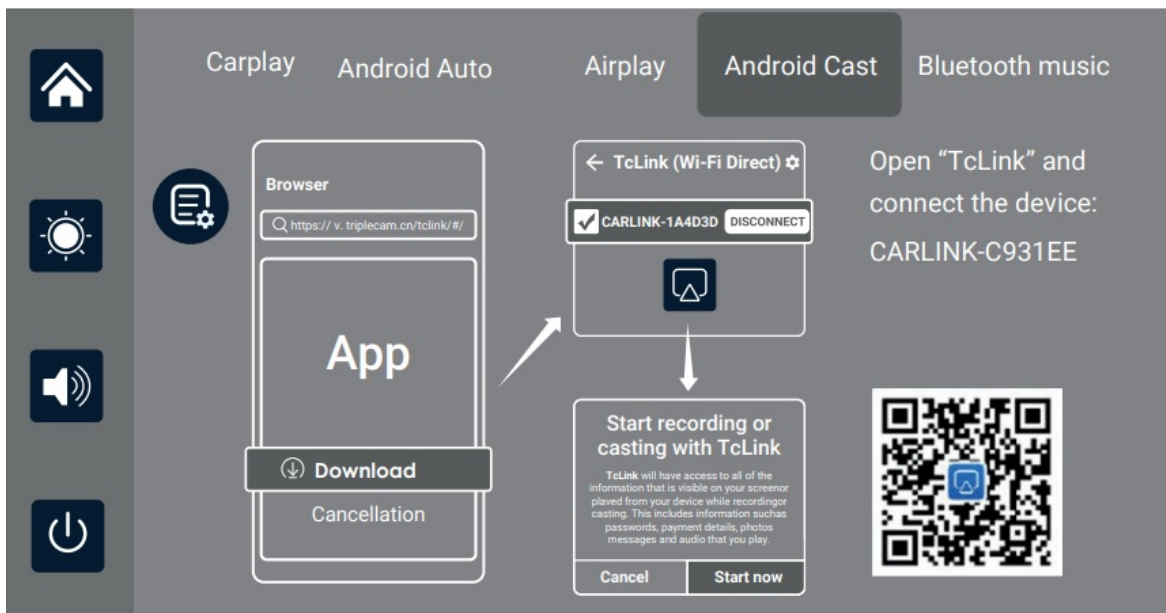 Carplay
Android Auto
Airplay
Android Cast
Bluetooth music
Browser
https:// v. triplecam.cn/tclink/#/
App
Download
Cancellation
TcLink (Wi-Fi Direct)
CARLINK-1A4D3D DISCONNECT
Start recording or
casting with TcLink
TcLink will have access to all of the
information that is visible on your screenor
plaved from your device while recordingor
casting. This includes information suchas
passwords, payment details, photos
messages and audio that you play.
Cancel
Start now
Open “TcLink” and
connect the device:
CARLINK-C931EE